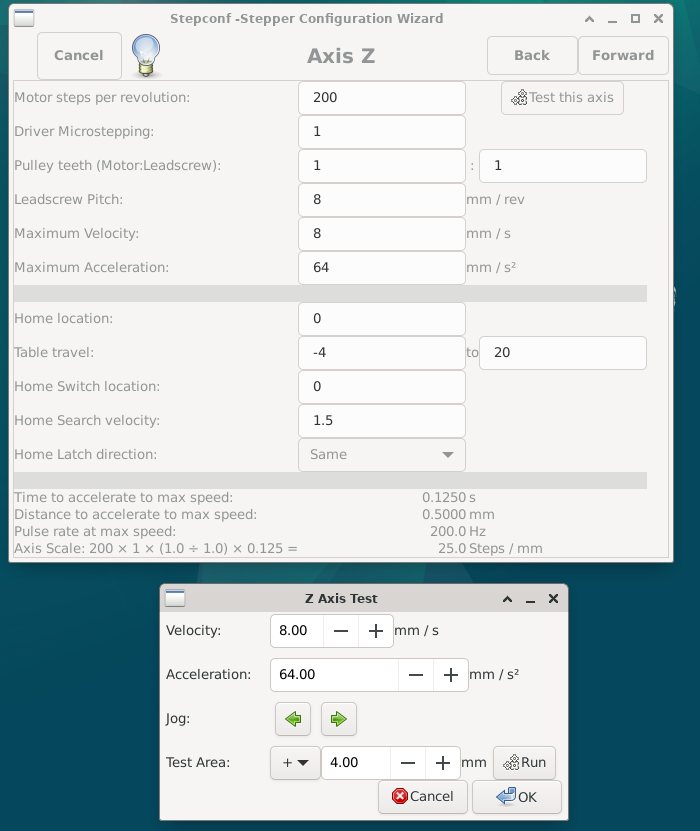 Stepconf -Stepper Configuration Wizard
Cancel Axis Z Back Forward
Motor steps per revolution: 200 Test this axis
Driver Microstepping: 1
Pulley teeth (Motor:Leadscrew): 1 : 1
Leadscrew Pitch: 8 mm / rev
Maximum Velocity: 8 mm / s
Maximum Acceleration: 64 mm / s²
Home location: 0
Table travel: -4 to 20
Home Switch location: 0
Home Search velocity: 1.5
Home Latch direction: Same
Time to accelerate to max speed: 0.1250 s
Distance to accelerate to max speed: 0.5000 mm
Pulse rate at max speed: 200.0 Hz
Axis Scale: 200 × 1 × (1.0 ÷ 1.0) × 0.125 = 25.0 Steps / mm
Z Axis Test
Velocity: 8.00 − + mm / s
Acceleration: 64.00 − + mm / s²
Jog:
Test Area: + 4.00 − + mm Run
Cancel OK